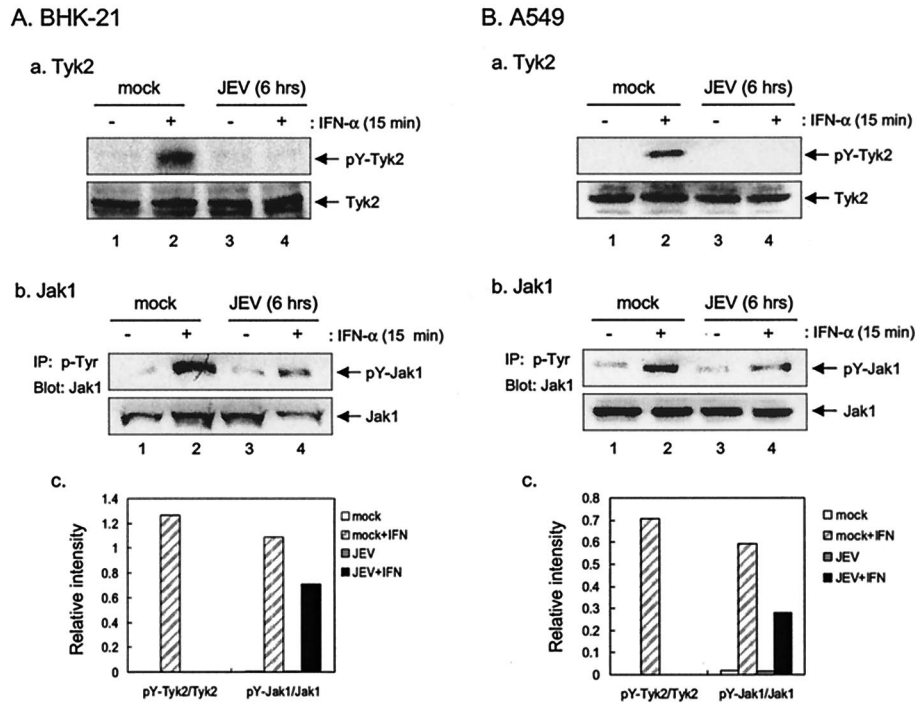 A. BHK-21
a. Tyk2
mock JEV (6 hrs)
- + - + : IFN-α (15 min)
pY-Tyk2
Tyk2
1 2 3 4
b. Jak1
mock JEV (6 hrs)
- + - + : IFN-α (15 min)
IP: p-Tyr
Blot: Jak1
pY-Jak1
Jak1
1 2 3 4
c.
Relative intensity
1.4
1.2
1
0.8
0.6
0.4
0.2
0
pY-Tyk2/Tyk2 pY-Jak1/Jak1
mock
mock+IFN
JEV
JEV+IFN
B. A549
a. Tyk2
mock JEV (6 hrs)
- + - + : IFN-α (15 min)
pY-Tyk2
Tyk2
1 2 3 4
b. Jak1
mock JEV (6 hrs)
- + - + : IFN-α (15 min)
IP: p-Tyr
Blot: Jak1
pY-Jak1
Jak1
1 2 3 4
c.
Relative intensity
0.8
0.7
0.6
0.5
0.4
0.3
0.2
0.1
0
pY-Tyk2/Tyk2 pY-Jak1/Jak1
mock
mock+IFN
JEV
JEV+IFN